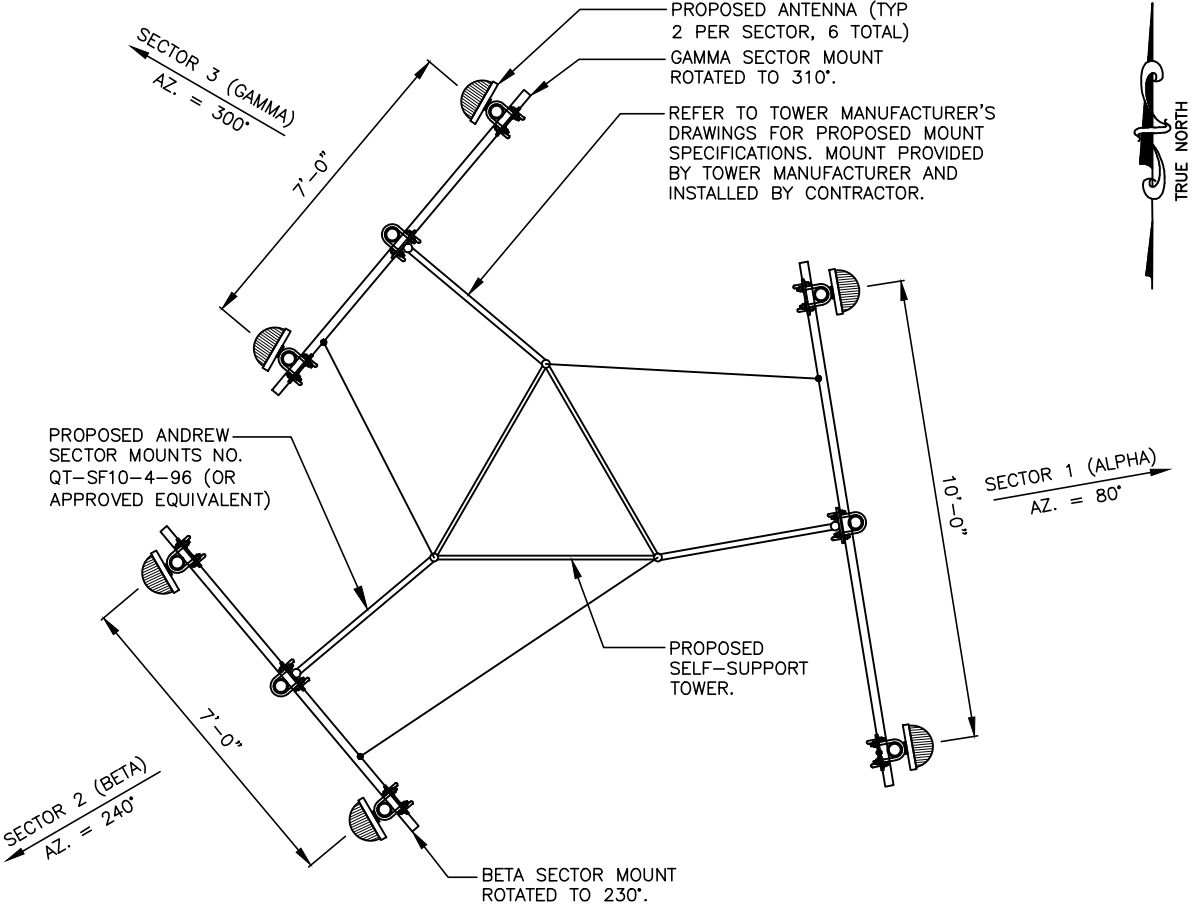 PROPOSED ANTENNA (TYP
2 PER SECTOR, 6 TOTAL)
GAMMA SECTOR MOUNT
ROTATED TO 310°.
REFER TO TOWER MANUFACTURER'S
DRAWINGS FOR PROPOSED MOUNT
SPECIFICATIONS. MOUNT PROVIDED
BY TOWER MANUFACTURER AND
INSTALLED BY CONTRACTOR.
TRUE NORTH
SECTOR 3 (GAMMA)
AZ. = 300°
7'-0"
PROPOSED ANDREW
SECTOR MOUNTS NO.
QT-SF10-4-96 (OR
APPROVED EQUIVALENT)
10'-0"
SECTOR 1 (ALPHA)
AZ. = 80°
PROPOSED
SELF-SUPPORT
TOWER.
7'-0"
SECTOR 2 (BETA)
AZ. = 240°
BETA SECTOR MOUNT
ROTATED TO 230°.